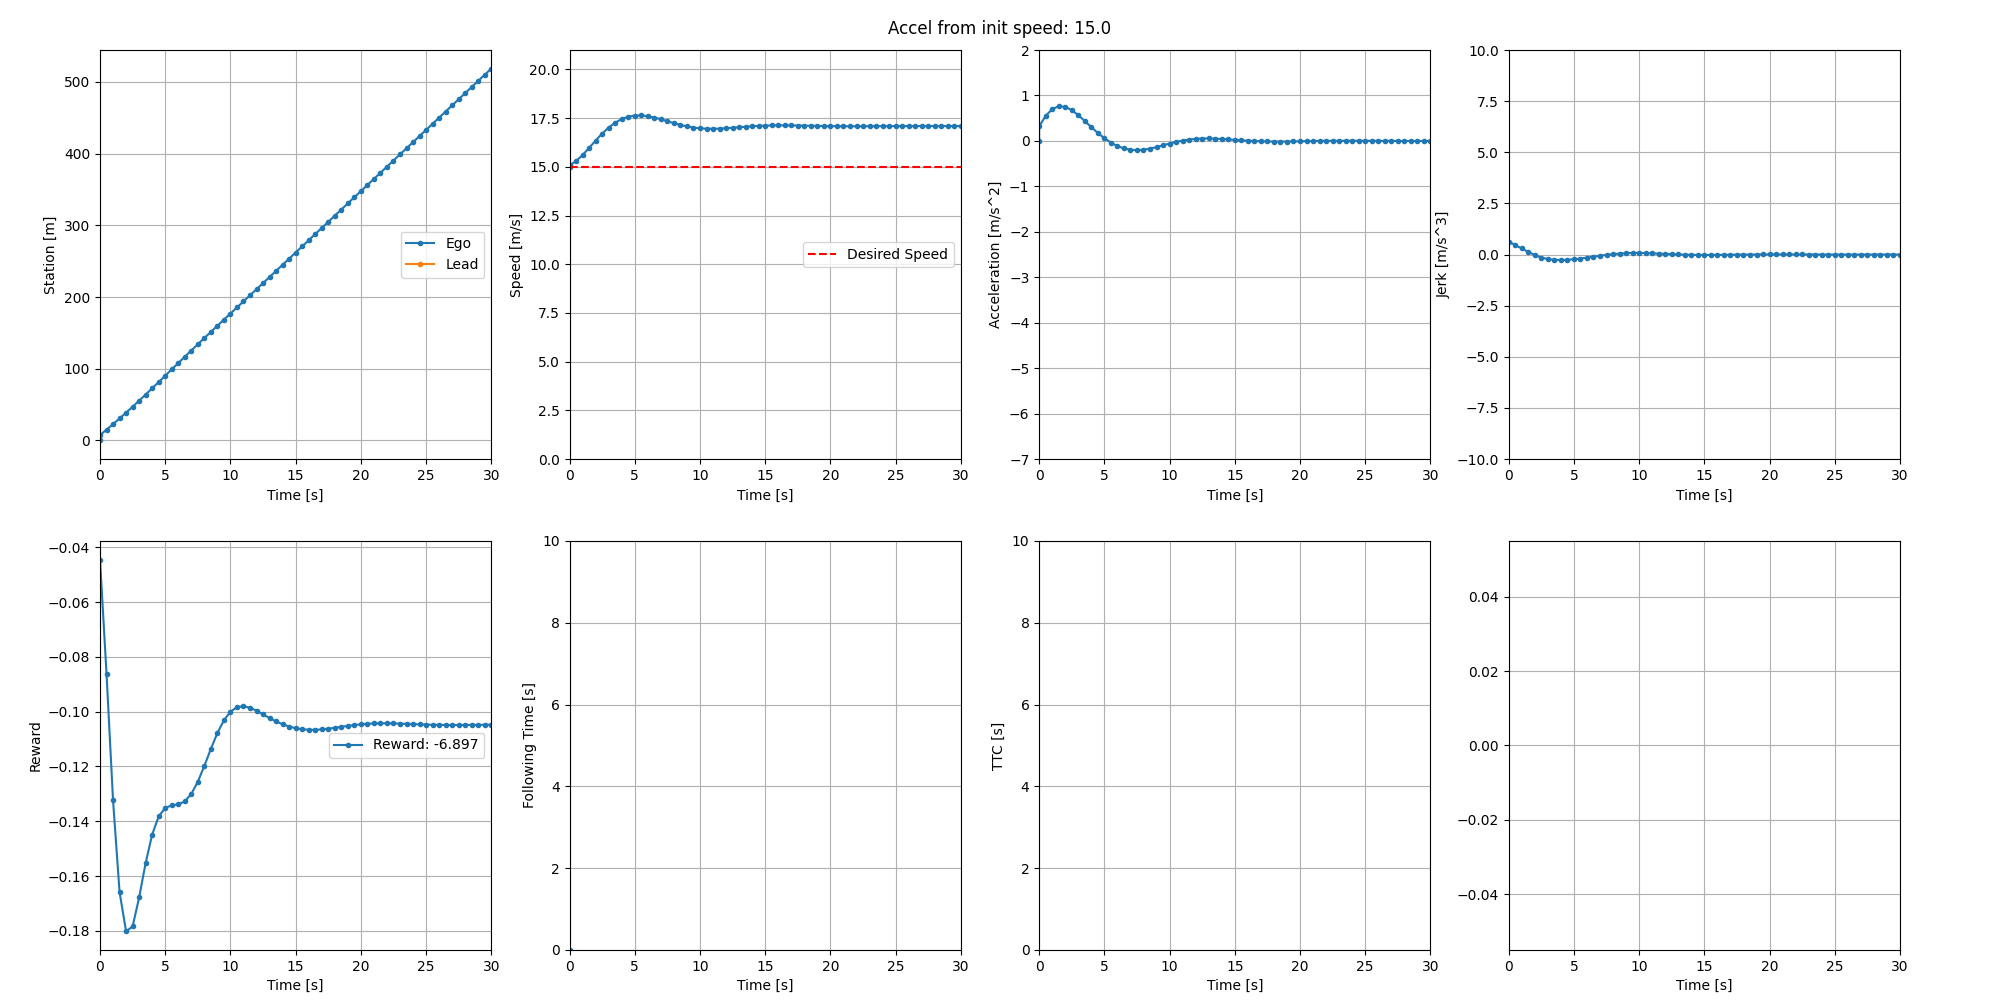 Accel from init speed: 15.0
500
400
300
200
100
0
Station [m]
0 5 10 15 20 25 30
Time [s]
Ego
Lead
20.0
17.5
15.0
12.5
10.0
7.5
5.0
2.5
0.0
Speed [m/s]
0 5 10 15 20 25 30
Time [s]
Desired Speed
2
1
0
−1
−2
−3
−4
−5
−6
−7
Acceleration [m/s^2]
0 5 10 15 20 25 30
Time [s]
10.0
7.5
5.0
2.5
0.0
−2.5
−5.0
−7.5
−10.0
Jerk [m/s^3]
0 5 10 15 20 25 30
Time [s]
−0.04
−0.06
−0.08
−0.10
−0.12
−0.14
−0.16
−0.18
Reward
0 5 10 15 20 25 30
Time [s]
Reward: -6.897
10
8
6
4
2
0
Following Time [s]
0 5 10 15 20 25 30
Time [s]
10
8
6
4
2
0
TTC [s]
0 5 10 15 20 25 30
Time [s]
0.04
0.02
0.00
−0.02
−0.04
0 5 10 15 20 25 30
Time [s]